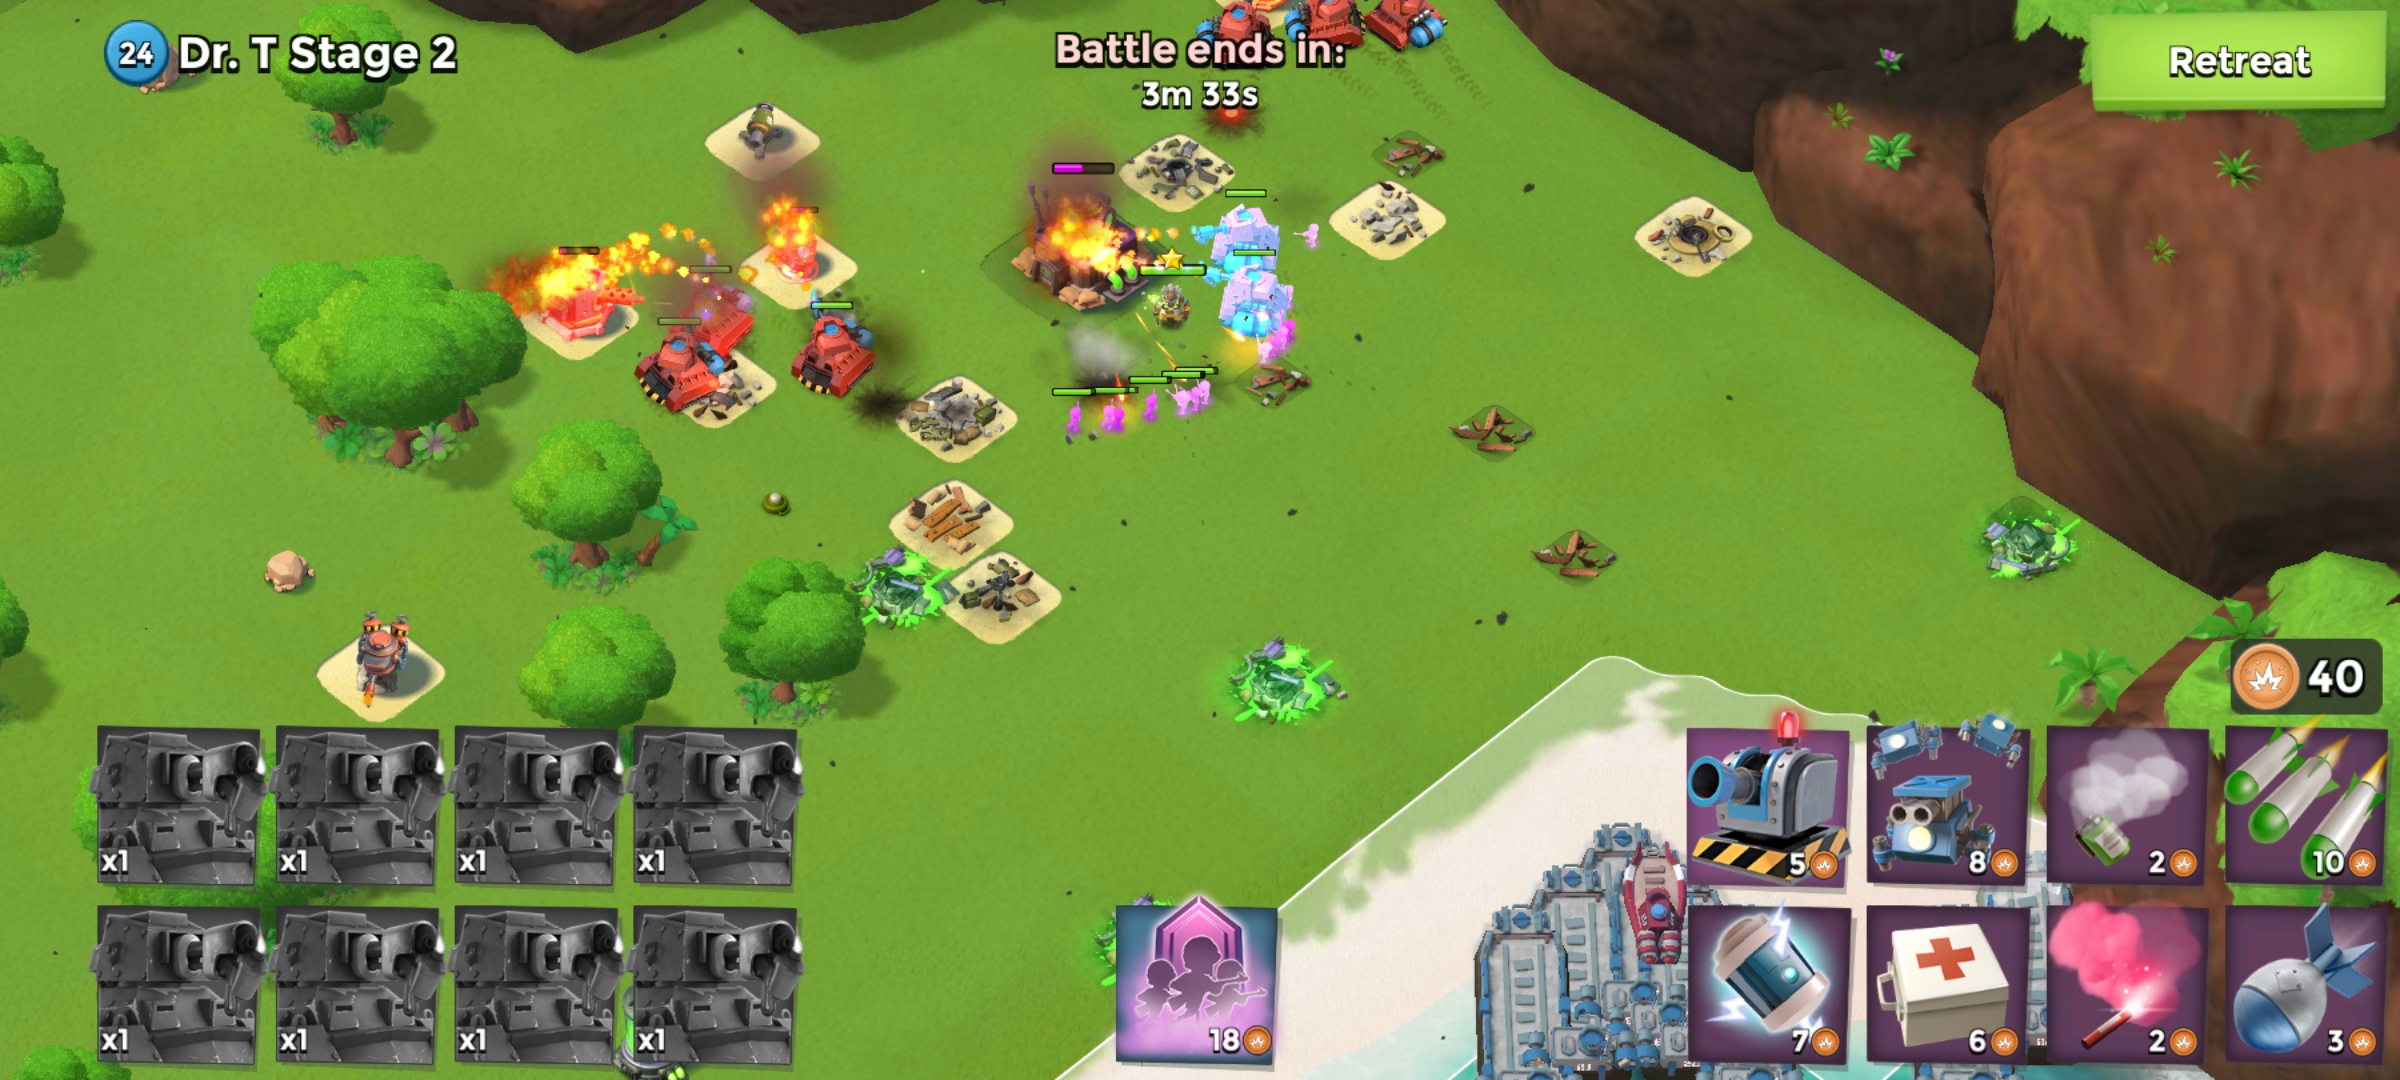 24 Dr. T Stage 2
Battle ends in:
3m 33s
Retreat
40
x1 x1 x1 x1
5 8 2 10
x1 x1 x1 x1
18
7 6 2 3